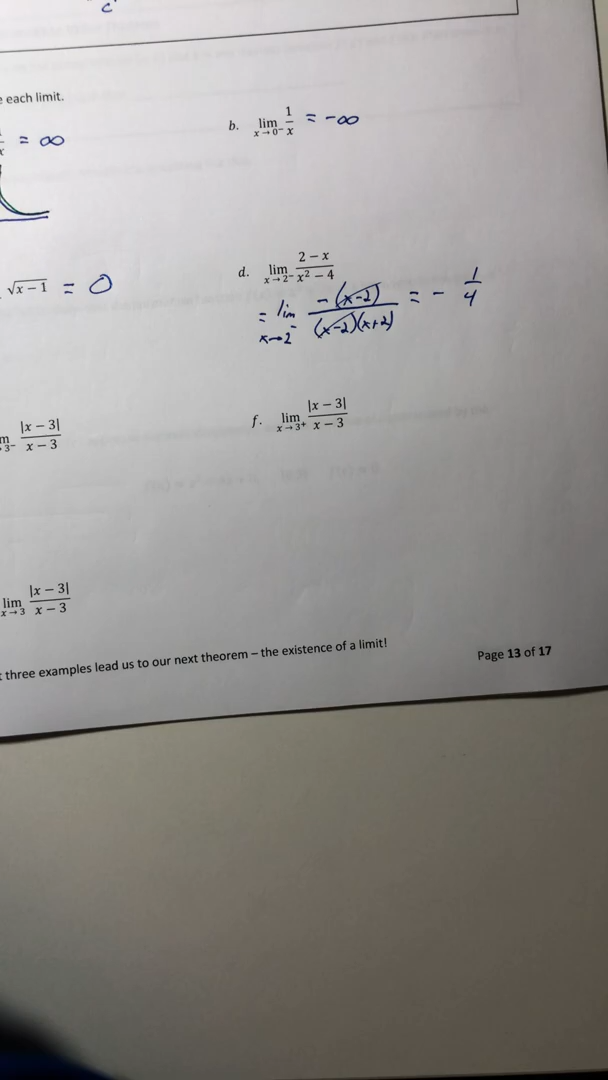 c
each limit.
x = ∞
b. lim x→0⁻ 1/x = -∞
√x − 1 = 0
d. lim x→2⁻ (2 − x)/(x² − 4)
= lim x→2⁻ -(x-2)/((x-2)(x+2)) = - 1/4
3⁻ |x − 3|/(x − 3)
f. lim x→3⁺ |x − 3|/(x − 3)
lim x→3 |x − 3|/(x − 3)
three examples lead us to our next theorem – the existence of a limit!
Page 13 of 17